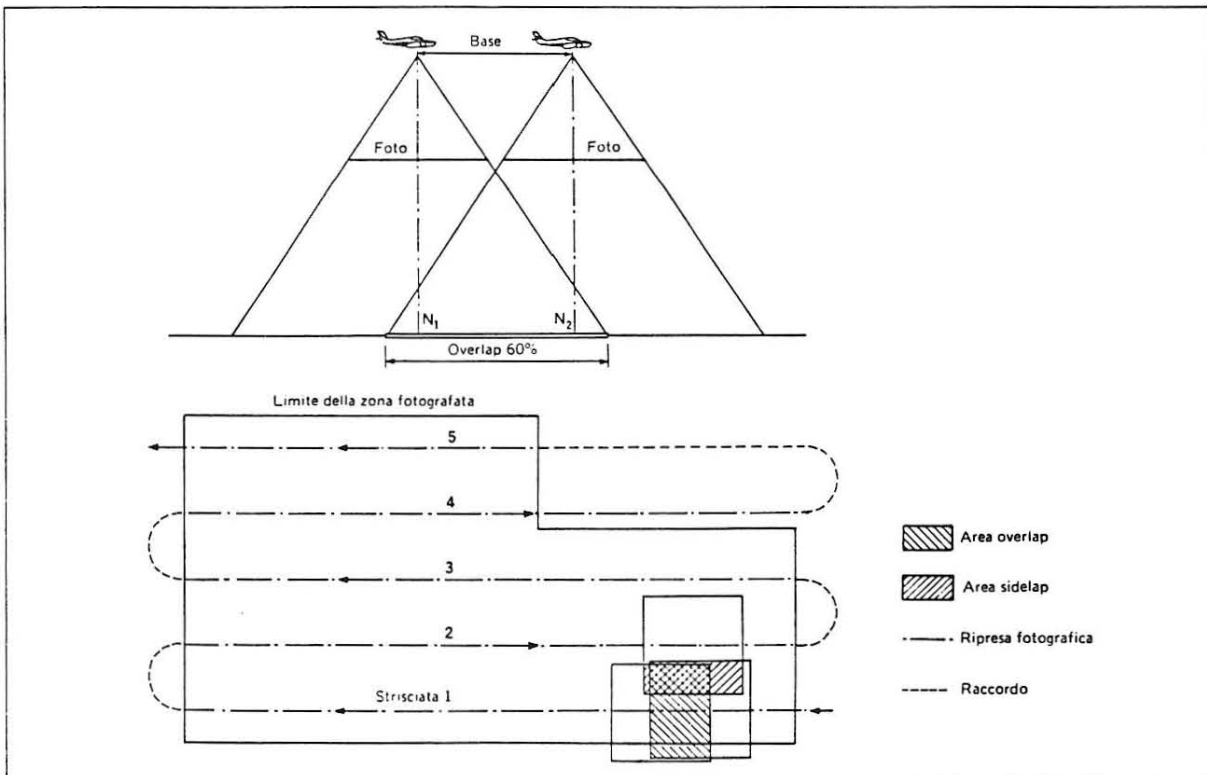 Base
Foto
Foto
N1
N2
Overlap 60%
Limite della zona fotografata
5
4
3
2
Strisciata 1
Area overlap
Area sidelap
Ripresa fotografica
Raccordo